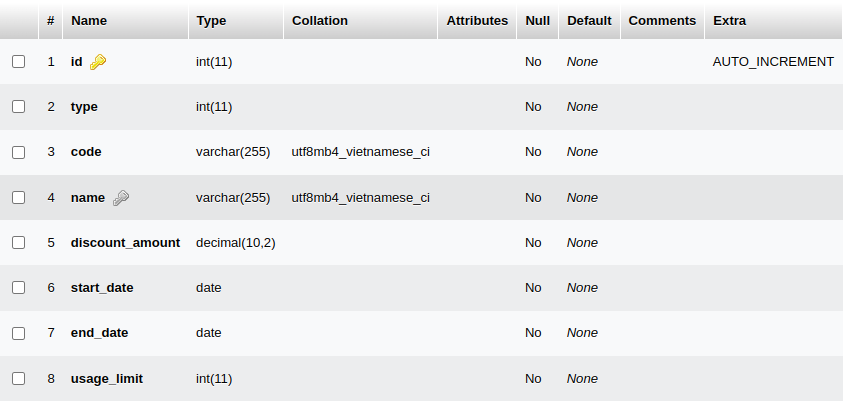 # Name Type Collation Attributes Null Default Comments Extra
1 id int(11) No None AUTO_INCREMENT
2 type int(11) No None
3 code varchar(255) utf8mb4_vietnamese_ci No None
4 name varchar(255) utf8mb4_vietnamese_ci No None
5 discount_amount decimal(10,2) No None
6 start_date date No None
7 end_date date No None
8 usage_limit int(11) No None